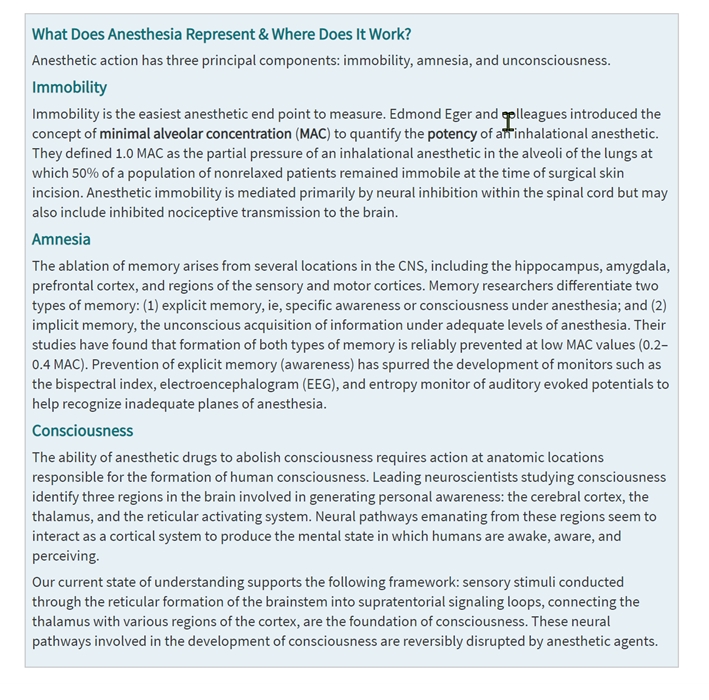 What Does Anesthesia Represent & Where Does It Work?
Anesthetic action has three principal components: immobility, amnesia, and unconsciousness.
Immobility
Immobility is the easiest anesthetic end point to measure. Edmond Eger and colleagues introduced the
concept of minimal alveolar concentration (MAC) to quantify the potency of an inhalational anesthetic.
They defined 1.0 MAC as the partial pressure of an inhalational anesthetic in the alveoli of the lungs at
which 50% of a population of nonrelaxed patients remained immobile at the time of surgical skin
incision. Anesthetic immobility is mediated primarily by neural inhibition within the spinal cord but may
also include inhibited nociceptive transmission to the brain.
Amnesia
The ablation of memory arises from several locations in the CNS, including the hippocampus, amygdala,
prefrontal cortex, and regions of the sensory and motor cortices. Memory researchers differentiate two
types of memory: (1) explicit memory, ie, specific awareness or consciousness under anesthesia; and (2)
implicit memory, the unconscious acquisition of information under adequate levels of anesthesia. Their
studies have found that formation of both types of memory is reliably prevented at low MAC values (0.2–
0.4 MAC). Prevention of explicit memory (awareness) has spurred the development of monitors such as
the bispectral index, electroencephalogram (EEG), and entropy monitor of auditory evoked potentials to
help recognize inadequate planes of anesthesia.
Consciousness
The ability of anesthetic drugs to abolish consciousness requires action at anatomic locations
responsible for the formation of human consciousness. Leading neuroscientists studying consciousness
identify three regions in the brain involved in generating personal awareness: the cerebral cortex, the
thalamus, and the reticular activating system. Neural pathways emanating from these regions seem to
interact as a cortical system to produce the mental state in which humans are awake, aware, and
perceiving.
Our current state of understanding supports the following framework: sensory stimuli conducted
through the reticular formation of the brainstem into supratentorial signaling loops, connecting the
thalamus with various regions of the cortex, are the foundation of consciousness. These neural
pathways involved in the development of consciousness are reversibly disrupted by anesthetic agents.